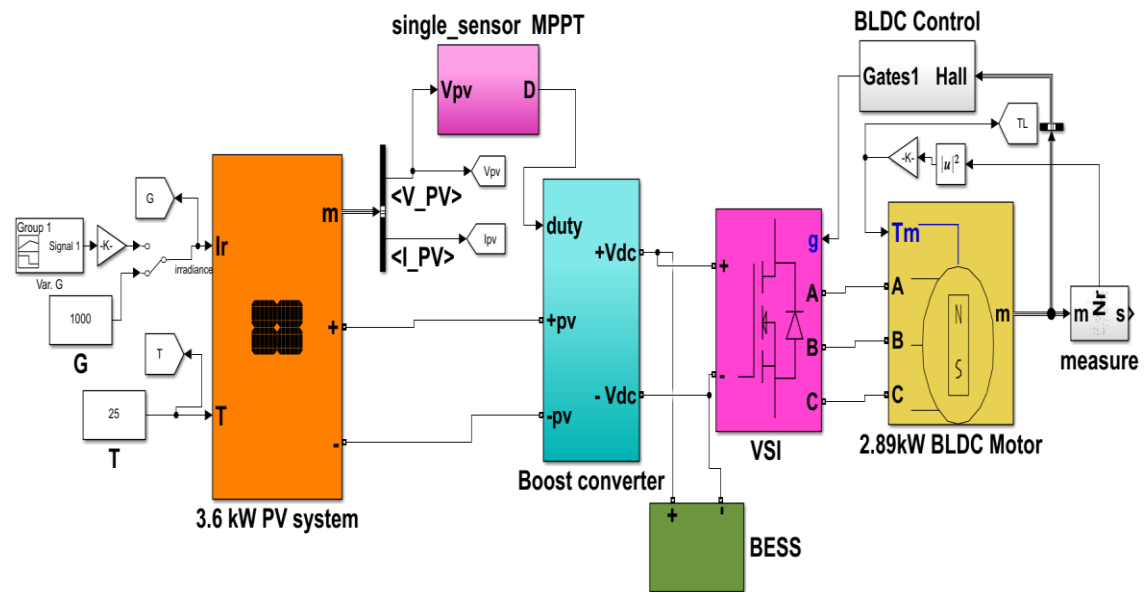 single_sensor MPPT
Vpv
D
BLDC Control
Gates1
Hall
TL
-K-
|u|²
m
<V_PV>
Vpv
<I_PV>
Ipv
G
Group 1
Signal 1
-K-
Var. G
irradiance
Ir
1000
G
T
25
T
T
+
-
3.6 kW PV system
duty
+Vdc
+pv
- Vdc
-pv
Boost converter
g
+
-
A
B
C
VSI
Tm
A
B
C
N
S
m
2.89kW BLDC Motor
m
Nr
s
measure
+
-
BESS